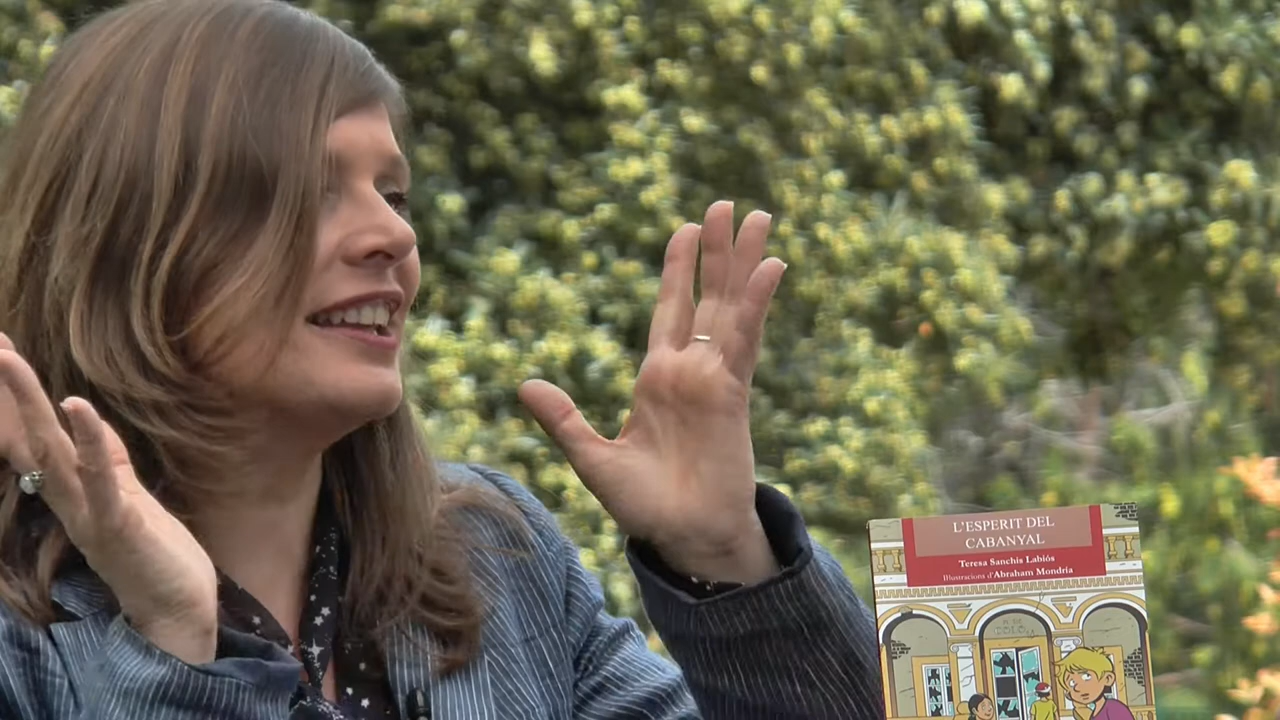 L'ESPERIT DEL
CABANYAL
Teresa Sanchis Labiós
Il·lustracions d'Abraham Mondria